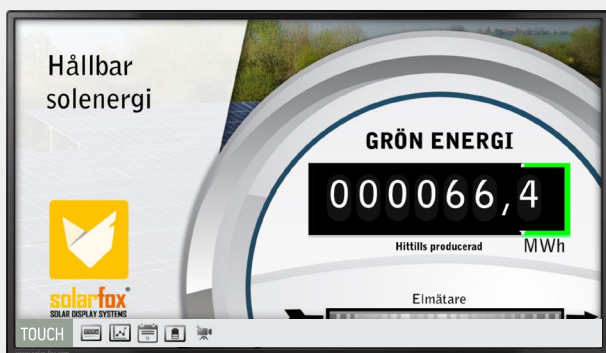 Hållbar
solenergi
GRÖN ENERGI
000066,4
Hittills producerad MWh
Elmätare
solarfox®
SOLAR DISPLAY SYSTEMS
TOUCH